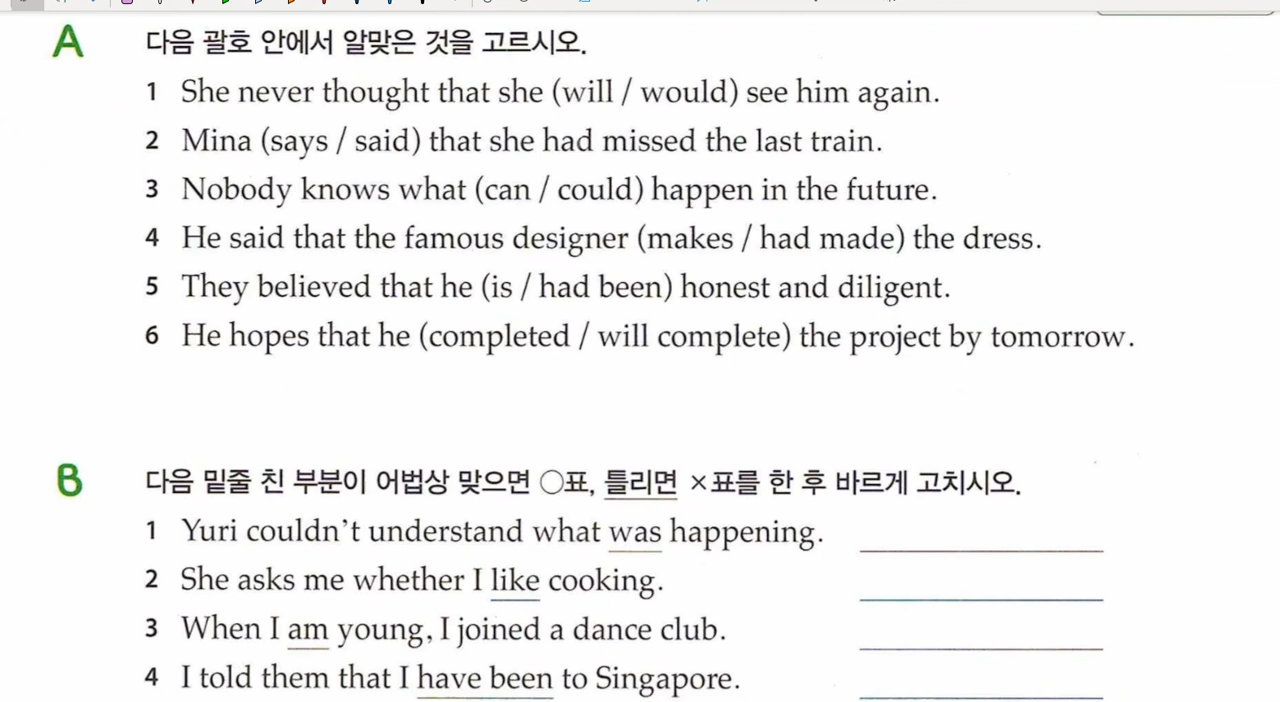 A 다음 괄호 안에서 알맞은 것을 고르시오.
1 She never thought that she (will / would) see him again.
2 Mina (says / said) that she had missed the last train.
3 Nobody knows what (can / could) happen in the future.
4 He said that the famous designer (makes / had made) the dress.
5 They believed that he (is / had been) honest and diligent.
6 He hopes that he (completed / will complete) the project by tomorrow.
B 다음 밑줄 친 부분이 어법상 맞으면 ○표, 틀리면 ×표를 한 후 바르게 고치시오.
1 Yuri couldn't understand what was happening.
2 She asks me whether I like cooking.
3 When I am young, I joined a dance club.
4 I told them that I have been to Singapore.